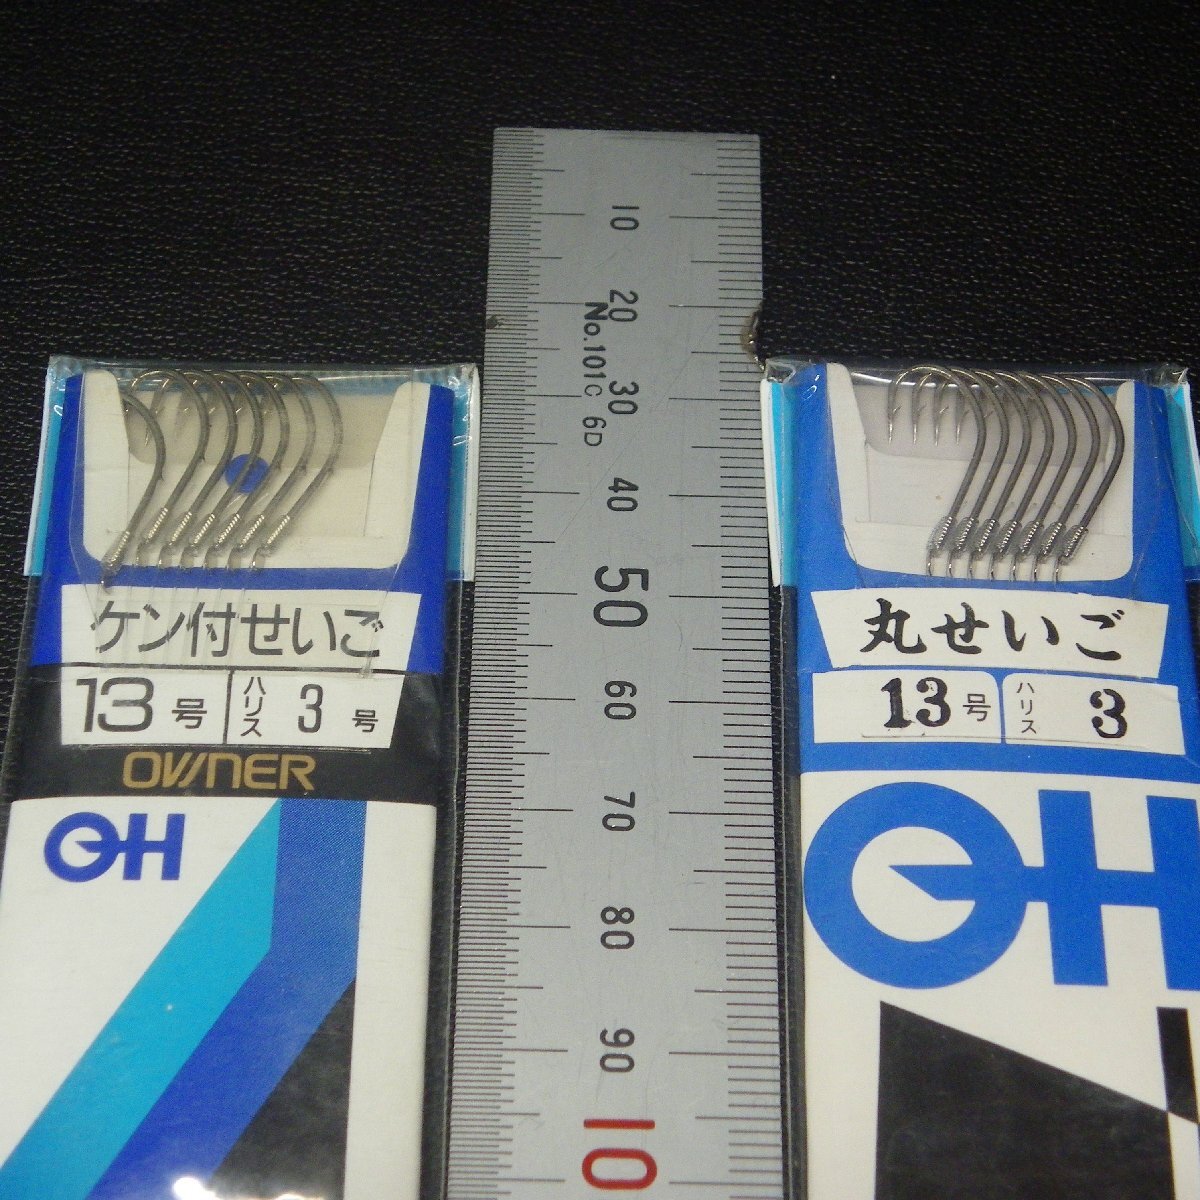 ケン付せいご
13号 ハリス 3号
OWNER
OH
10
20
30
40
50
60
70
80
90
10
No.101C 6D
丸せいご
13号 ハリス 3
OH